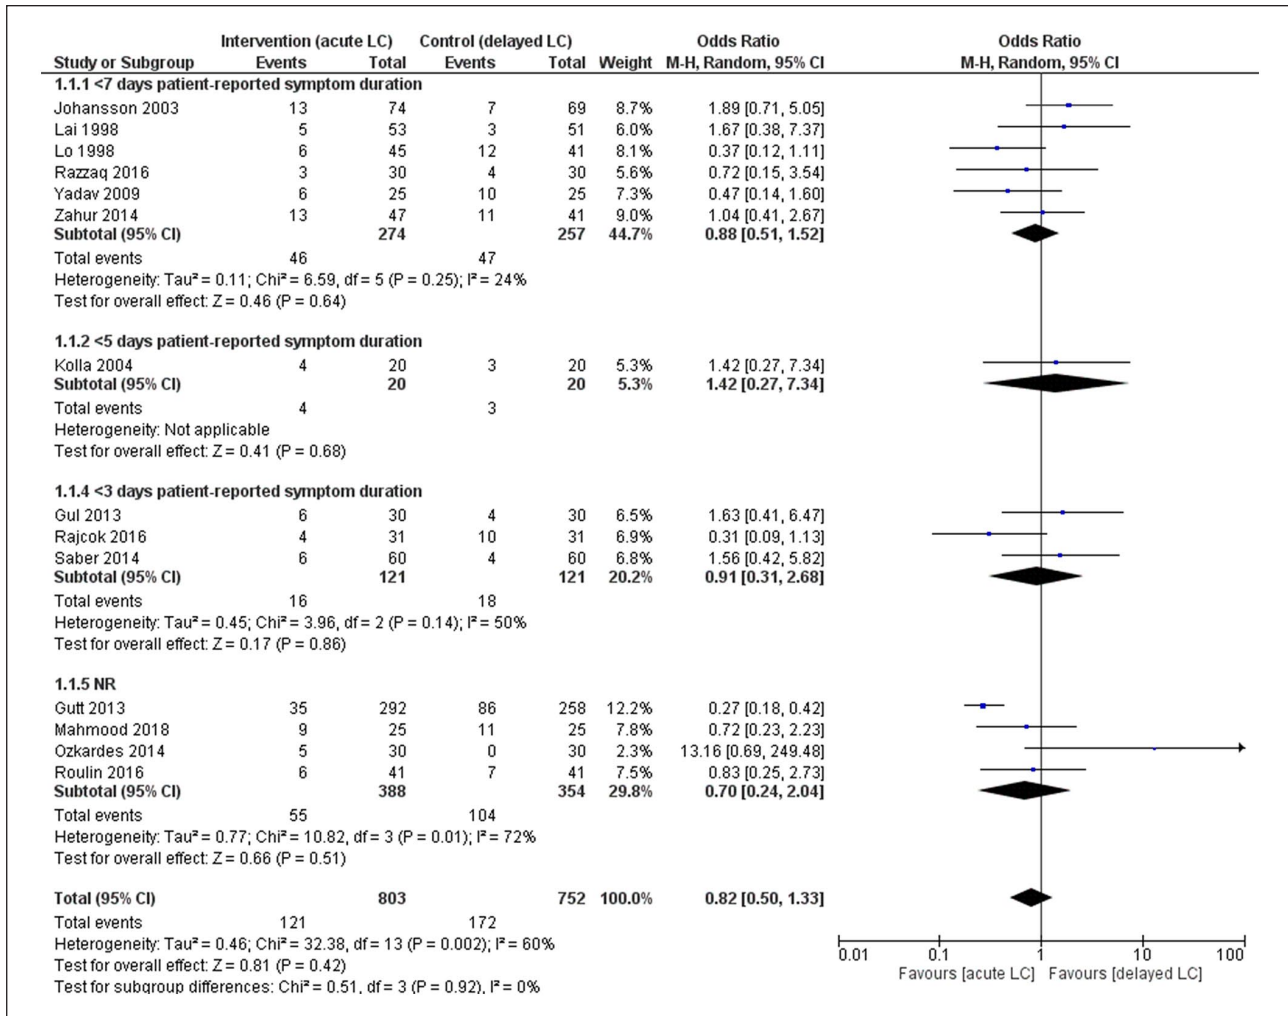 Intervention (acute LC) Control (delayed LC) Odds Ratio Odds Ratio
Study or Subgroup Events Total Events Total Weight M-H, Random, 95% CI M-H, Random, 95% CI
1.1.1 <7 days patient-reported symptom duration
Johansson 2003 13 74 7 69 8.7% 1.89 [0.71, 5.05]
Lai 1998 5 53 3 51 6.0% 1.67 [0.38, 7.37]
Lo 1998 6 45 12 41 8.1% 0.37 [0.12, 1.11]
Razzaq 2016 3 30 4 30 5.6% 0.72 [0.15, 3.54]
Yadav 2009 6 25 10 25 7.3% 0.47 [0.14, 1.60]
Zahur 2014 13 47 11 41 9.0% 1.04 [0.41, 2.67]
Subtotal (95% CI) 274 257 44.7% 0.88 [0.51, 1.52]
Total events 46 47
Heterogeneity: Tau² = 0.11; Chi² = 6.59, df = 5 (P = 0.25); I² = 24%
Test for overall effect: Z = 0.46 (P = 0.64)
1.1.2 <5 days patient-reported symptom duration
Kolla 2004 4 20 3 20 5.3% 1.42 [0.27, 7.34]
Subtotal (95% CI) 20 20 5.3% 1.42 [0.27, 7.34]
Total events 4 3
Heterogeneity: Not applicable
Test for overall effect: Z = 0.41 (P = 0.68)
1.1.4 <3 days patient-reported symptom duration
Gul 2013 6 30 4 30 6.5% 1.63 [0.41, 6.47]
Rajcok 2016 4 31 10 31 6.9% 0.31 [0.09, 1.13]
Saber 2014 6 60 4 60 6.8% 1.56 [0.42, 5.82]
Subtotal (95% CI) 121 121 20.2% 0.91 [0.31, 2.68]
Total events 16 18
Heterogeneity: Tau² = 0.45; Chi² = 3.96, df = 2 (P = 0.14); I² = 50%
Test for overall effect: Z = 0.17 (P = 0.86)
1.1.5 NR
Gutt 2013 35 292 86 258 12.2% 0.27 [0.18, 0.42]
Mahmood 2018 9 25 11 25 7.8% 0.72 [0.23, 2.23]
Ozkardes 2014 5 30 0 30 2.3% 13.16 [0.69, 249.48]
Roulin 2016 6 41 7 41 7.5% 0.83 [0.25, 2.73]
Subtotal (95% CI) 388 354 29.8% 0.70 [0.24, 2.04]
Total events 55 104
Heterogeneity: Tau² = 0.77; Chi² = 10.82, df = 3 (P = 0.01); I² = 72%
Test for overall effect: Z = 0.66 (P = 0.51)
Total (95% CI) 803 752 100.0% 0.82 [0.50, 1.33]
Total events 121 172
Heterogeneity: Tau² = 0.46; Chi² = 32.38, df = 13 (P = 0.002); I² = 60%
Test for overall effect: Z = 0.81 (P = 0.42)
Test for subgroup differences: Chi² = 0.51, df = 3 (P = 0.92), I² = 0%
0.01 0.1 1 10 100
Favours [acute LC] Favours [delayed LC]